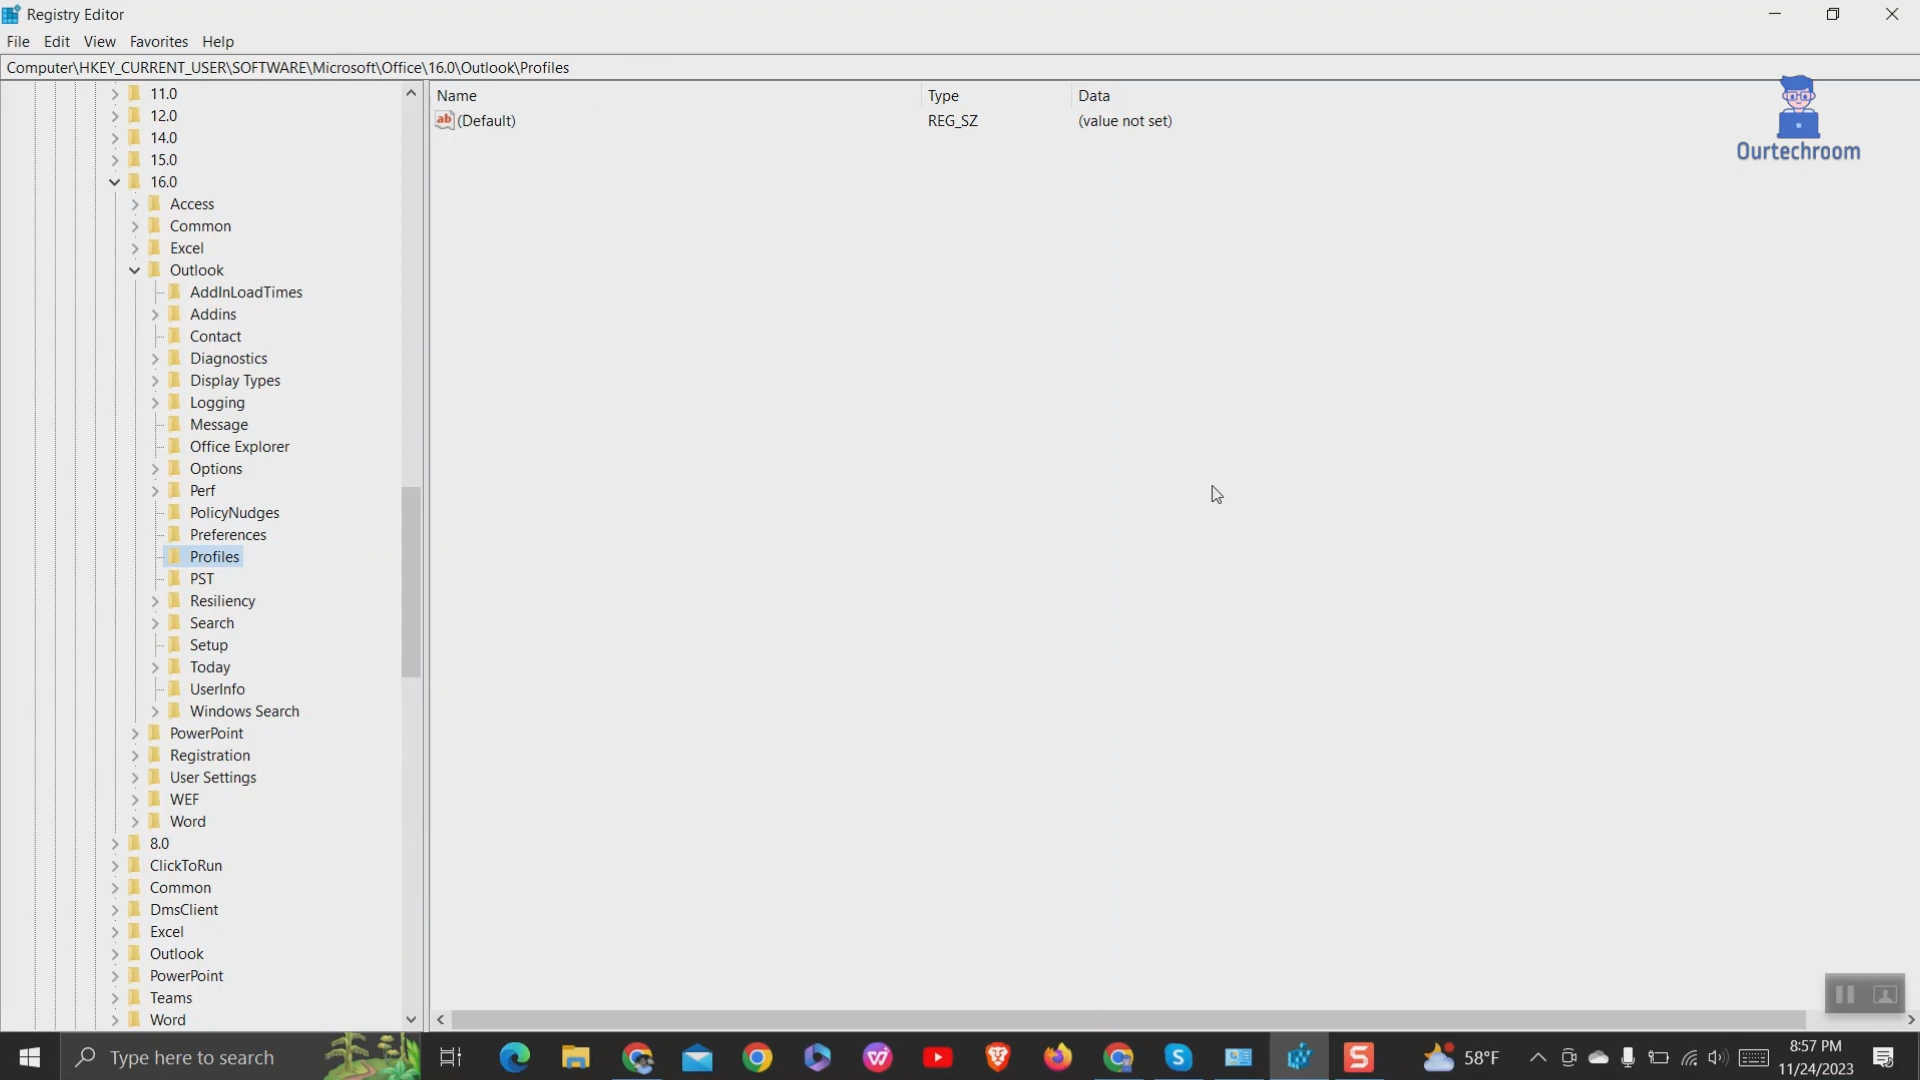 Registry Editor
File Edit View Favorites Help
Computer\HKEY_CURRENT_USER\SOFTWARE\Microsoft\Office\16.0\Outlook\Profiles
11.0
12.0
14.0
15.0
16.0
Access
Common
Excel
Outlook
AddInLoadTimes
Addins
Contact
Diagnostics
Display Types
Logging
Message
Office Explorer
Options
Perf
PolicyNudges
Preferences
Profiles
PST
Resiliency
Search
Setup
Today
UserInfo
Windows Search
PowerPoint
Registration
User Settings
WEF
Word
8.0
ClickToRun
Common
DmsClient
Excel
Outlook
PowerPoint
Teams
Word
Name Type Data
ab (Default) REG_SZ (value not set)
Ourtechroom
Type here to search
58°F
8:57 PM
11/24/2023